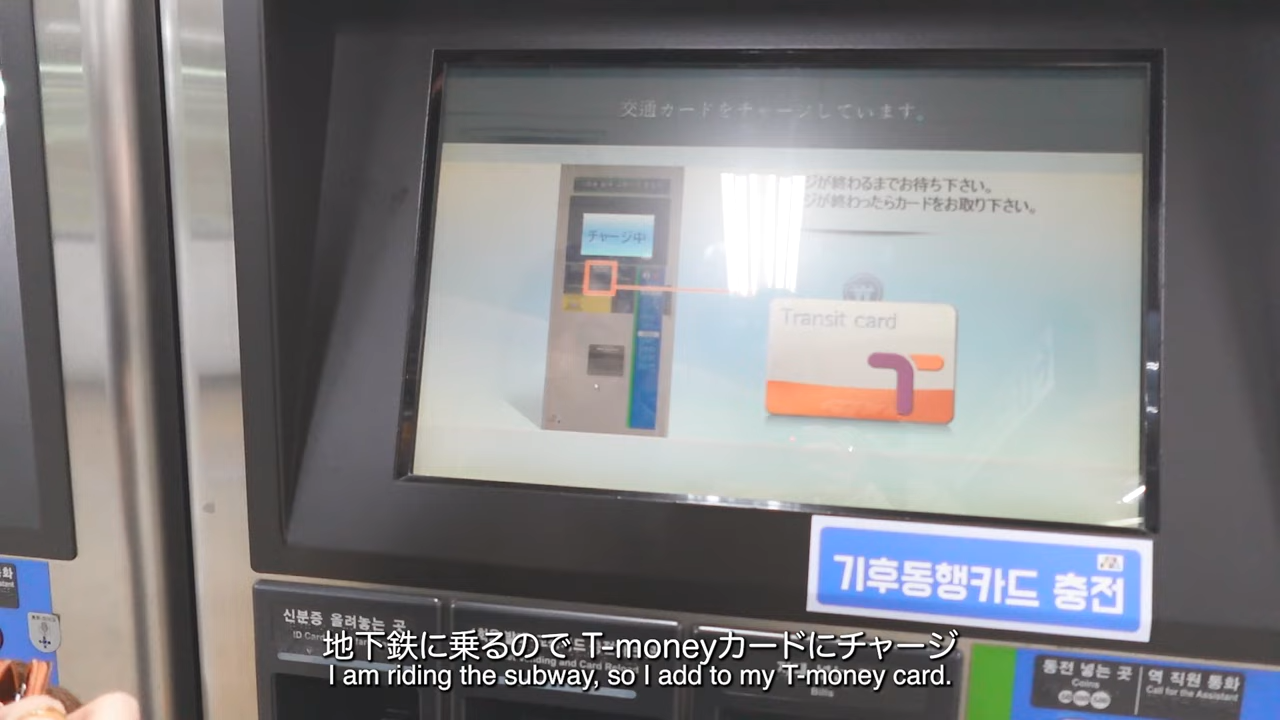 交通カードをチャージしています。
ジが終わるまでお待ち下さい。
ジが終わったらカードをお取り下さい。
チャージ中
Transit card
기후동행카드 충전
신분증 올려놓는 곳
ID Card
지폐 넣는 곳
Bills
동전 넣는 곳
Coins
역 직원 통화
Call for the Assistant
地下鉄に乗るので T-moneyカードにチャージ
I am riding the subway, so I add to my T-money card.